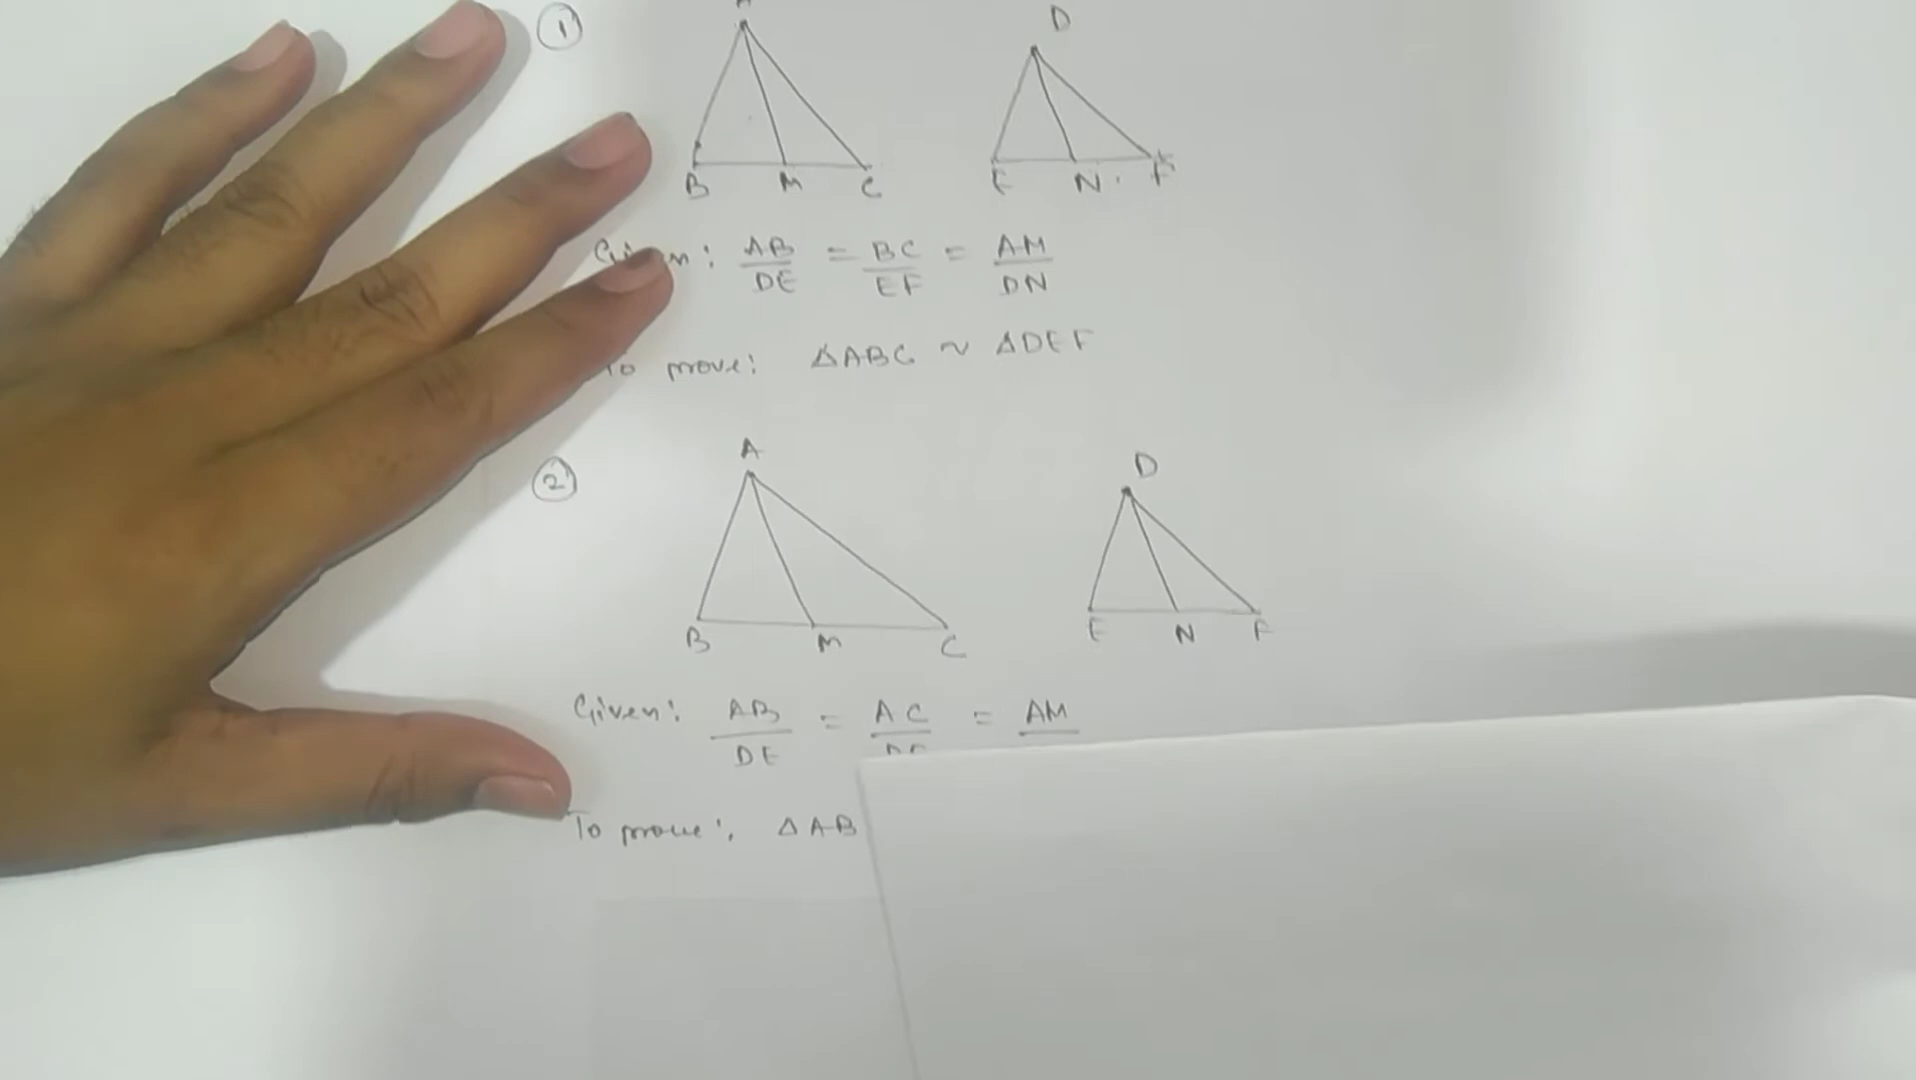 1
D
B M C E N F
Given: AB/DE = BC/EF = AM/DN
To prove: ΔABC ~ ΔDEF
2
A D
B M C E N F
Given: AB/DE = AC/ = AM
To prove: ΔAB